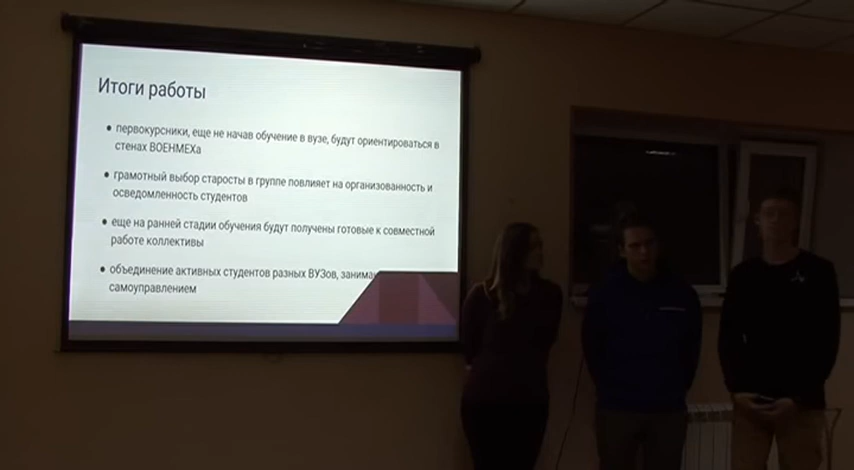 Итоги работы
● первокурсники, еще не начав обучение в вузе, будут ориентироваться в
стенах ВОЕНМЕХа
● грамотный выбор старосты в группе повлияет на организованность и
осведомленность студентов
● еще на ранней стадии обучения будут получены готовые к совместной
работе коллективы
● объединение активных студентов разных ВУЗов,
самоуправлением